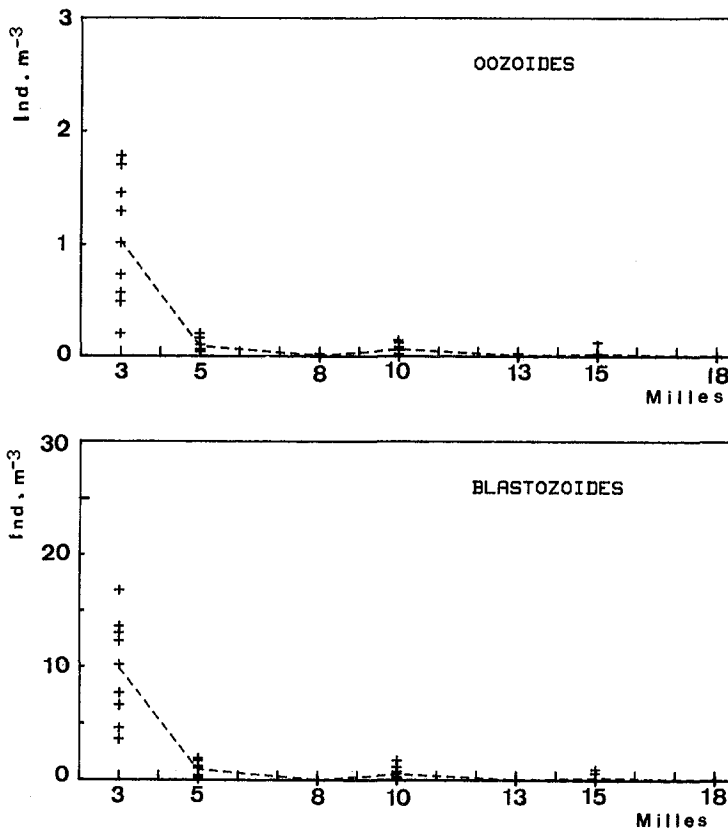 3
Ind. m⁻³
OOZOIDES
2
1
0
3 5 8 10 13 15 18
Milles
30
Ind. m⁻³
BLASTOZOIDES
20
10
0
3 5 8 10 13 15 18
Milles